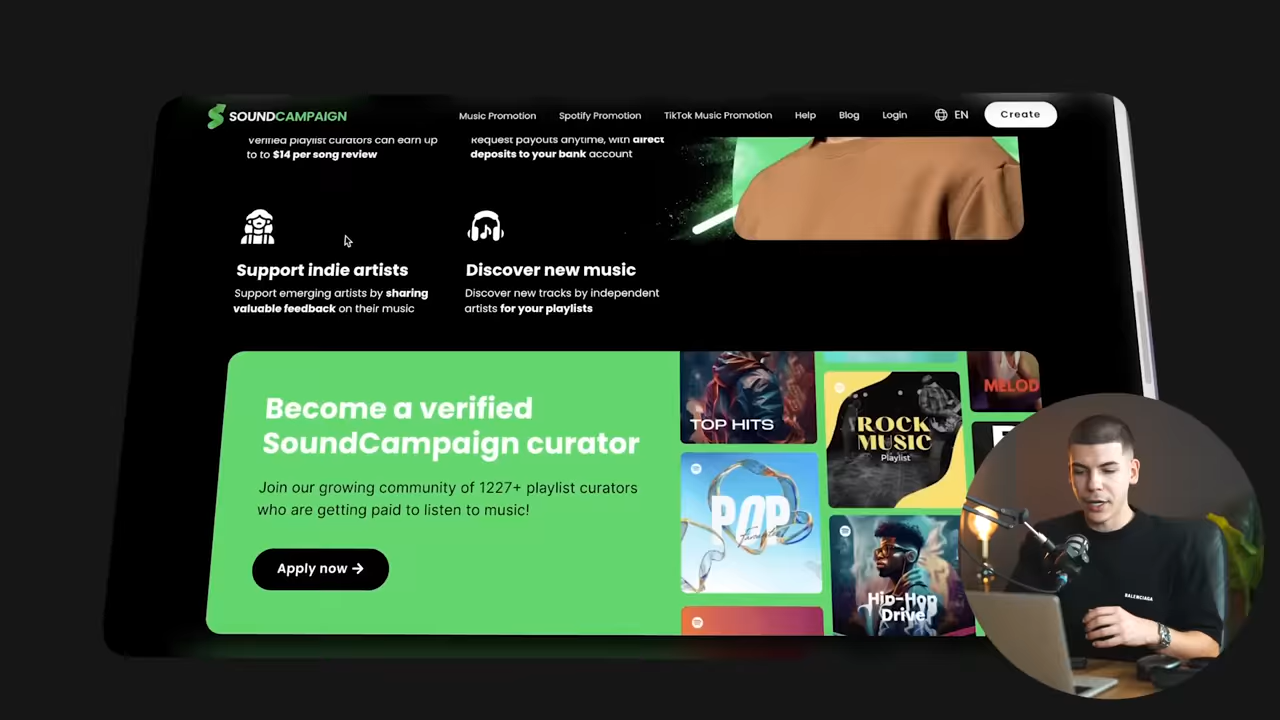 SOUNDCAMPAIGN
Music Promotion
Spotify Promotion
TikTok Music Promotion
Help
Blog
Login
EN
Create
Verified playlist curators can earn up
to to $14 per song review
Request payouts anytime, with direct
deposits to your bank account
Support indie artists
Support emerging artists by sharing
valuable feedback on their music
Discover new music
Discover new tracks by independent
artists for your playlists
Become a verified
SoundCampaign curator
Join our growing community of 1227+ playlist curators
who are getting paid to listen to music!
Apply now →
TOP HITS
ROCK
MUSIC
Playlist
MELOD
POP
Hip-Hop
Drive
BALENCIAGA